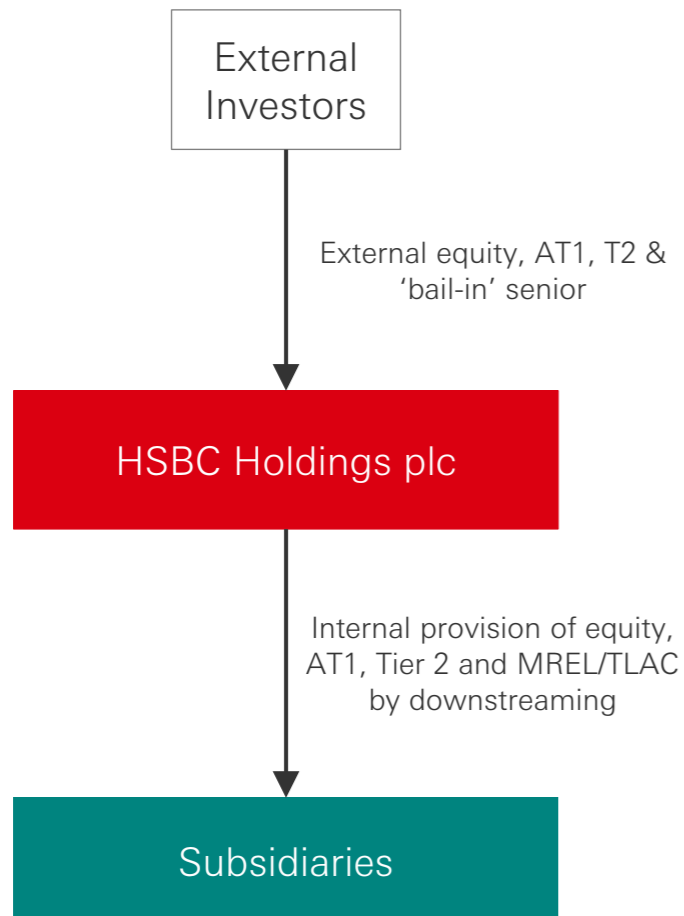 External
Investors
External equity, AT1, T2 &
‘bail-in’ senior
HSBC Holdings plc
Internal provision of equity,
AT1, Tier 2 and MREL/TLAC
by downstreaming
Subsidiaries